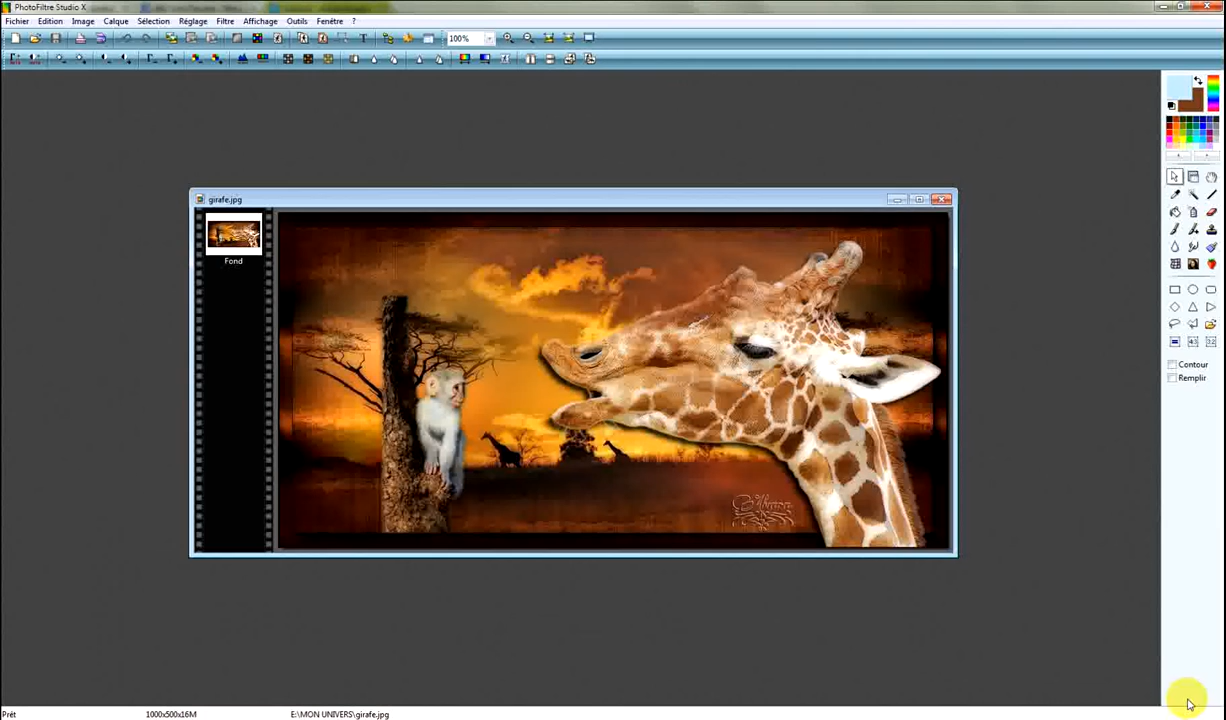 PhotoFiltre Studio X
Fichier Edition Image Calque Sélection Réglage Filtre Affichage Outils Fenêtre ?
100%
girafe.jpg
Fond
Contour
Remplir
Prêt 1000x500x16M E:\MON UNIVERS\girafe.jpg